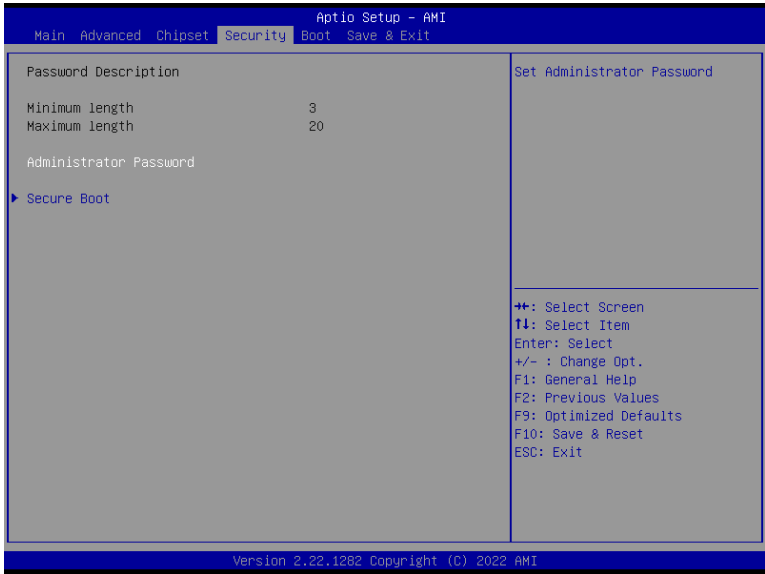 Aptio Setup – AMI
Main Advanced Chipset Security Boot Save & Exit
Password Description
Minimum length 3
Maximum length 20
Administrator Password
Secure Boot
Set Administrator Password
→←: Select Screen
↑↓: Select Item
Enter: Select
+/- : Change Opt.
F1: General Help
F2: Previous Values
F9: Optimized Defaults
F10: Save & Reset
ESC: Exit
Version 2.22.1282 Copyright (C) 2022 AMI